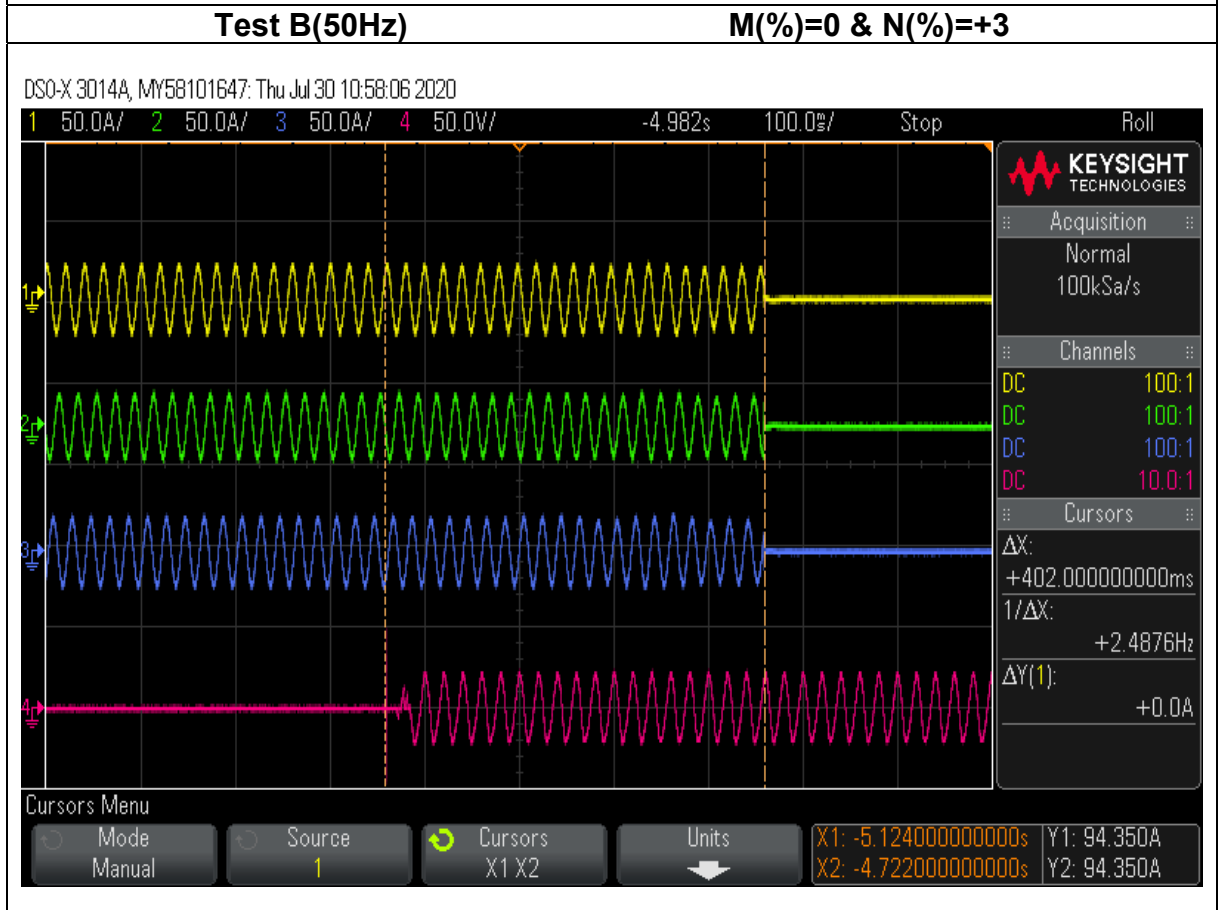 Test B(50Hz) M(%)=0 & N(%)=+3
DSO-X 3014A, MY58101647: Thu Jul 30 10:58:06 2020
1 50.0A/ 2 50.0A/ 3 50.0A/ 4 50.0V/ -4.982s 100.0ms/ Stop Roll
KEYSIGHT
TECHNOLOGIES
Acquisition
Normal
100kSa/s
Channels
DC 100:1
DC 100:1
DC 100:1
DC 10.0:1
Cursors
ΔX:
+402.000000000ms
1/ΔX:
+2.4876Hz
ΔY(1):
+0.0A
1
2
3
4
Cursors Menu
Mode
Manual
Source
1
Cursors
X1 X2
Units
X1: -5.124000000000s Y1: 94.350A
X2: -4.722000000000s Y2: 94.350A